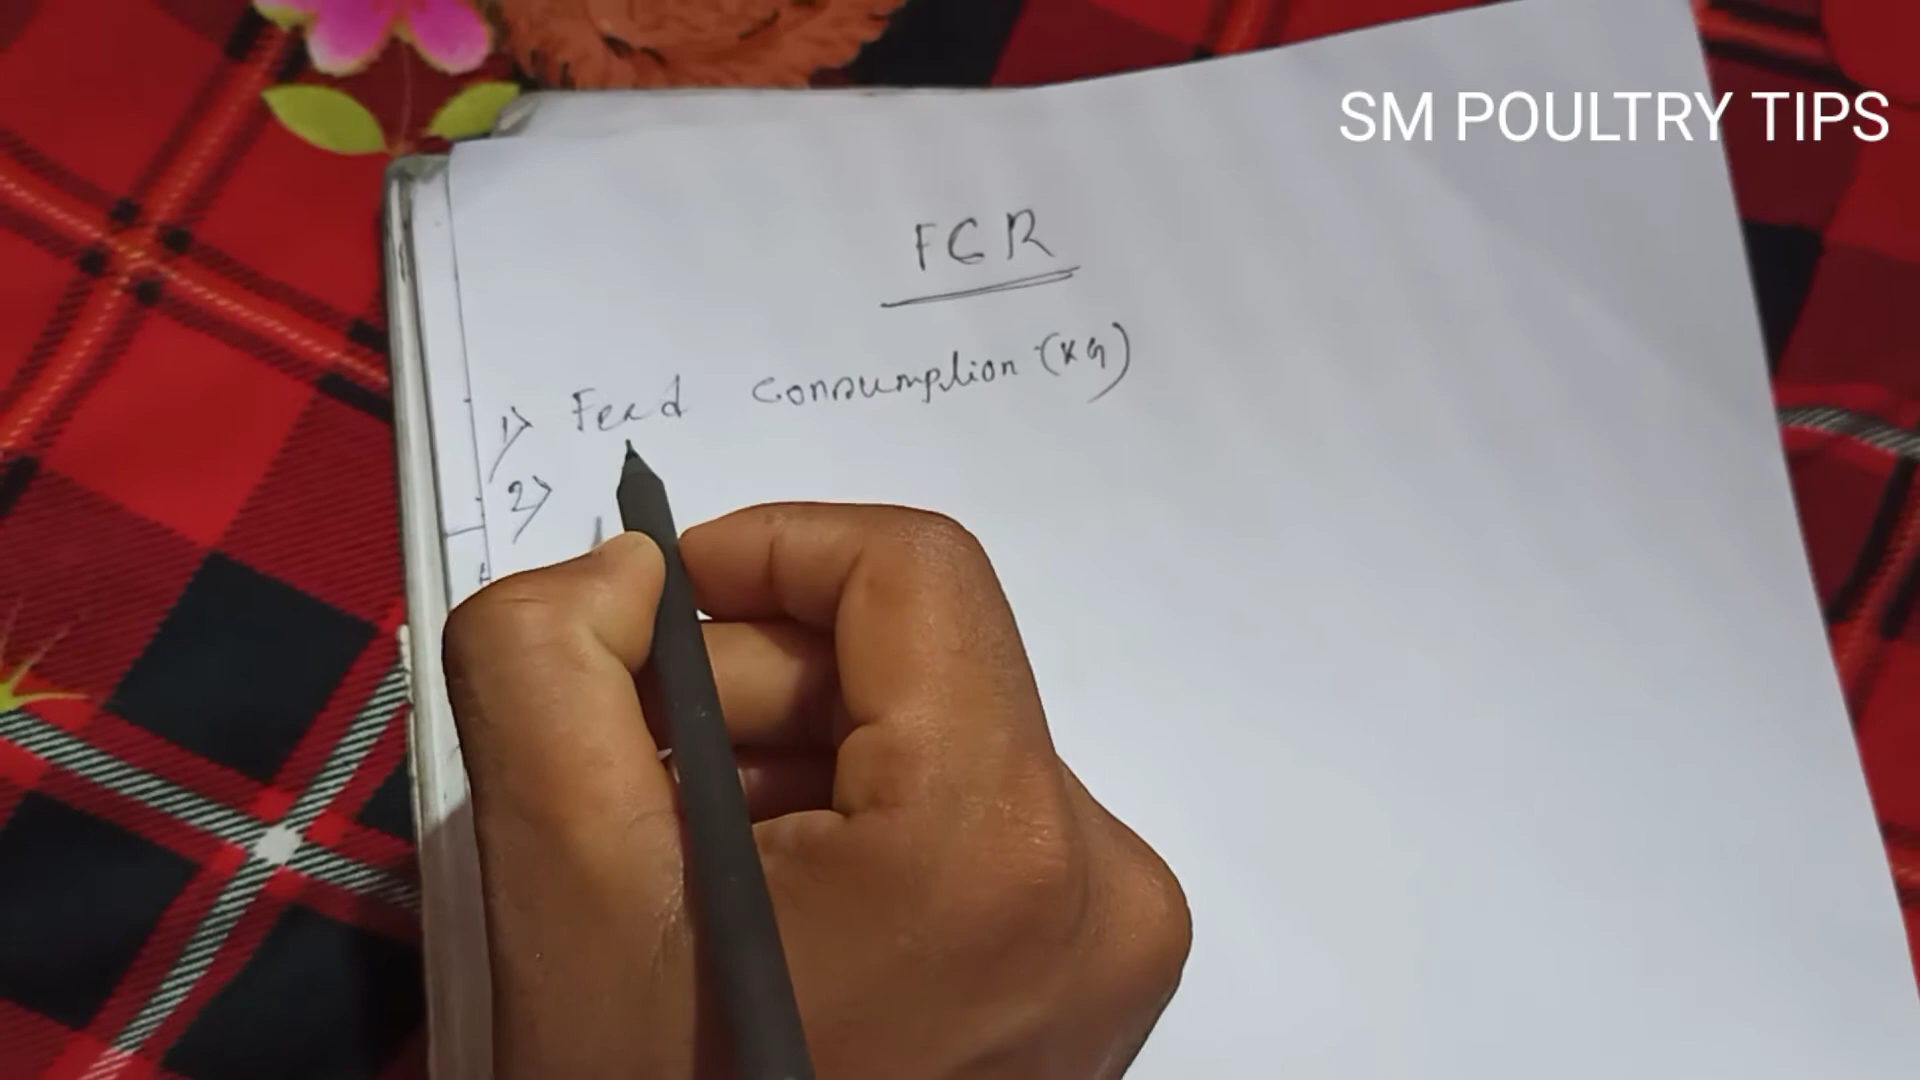 SM POULTRY TIPS
FCR
1) Feed Consumption (KG)
2)